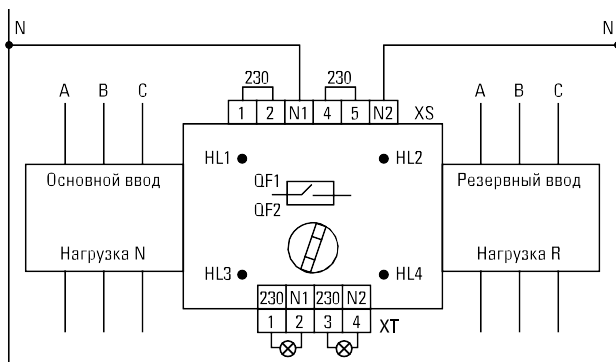 N N
230 230
A B C A B C
1 2 N1 4 5 N2 XS
HL1 HL2
Основной ввод QF1 Резервный ввод
QF2
Нагрузка N Нагрузка R
HL3 HL4
230 N1 230 N2
1 2 3 4 XT